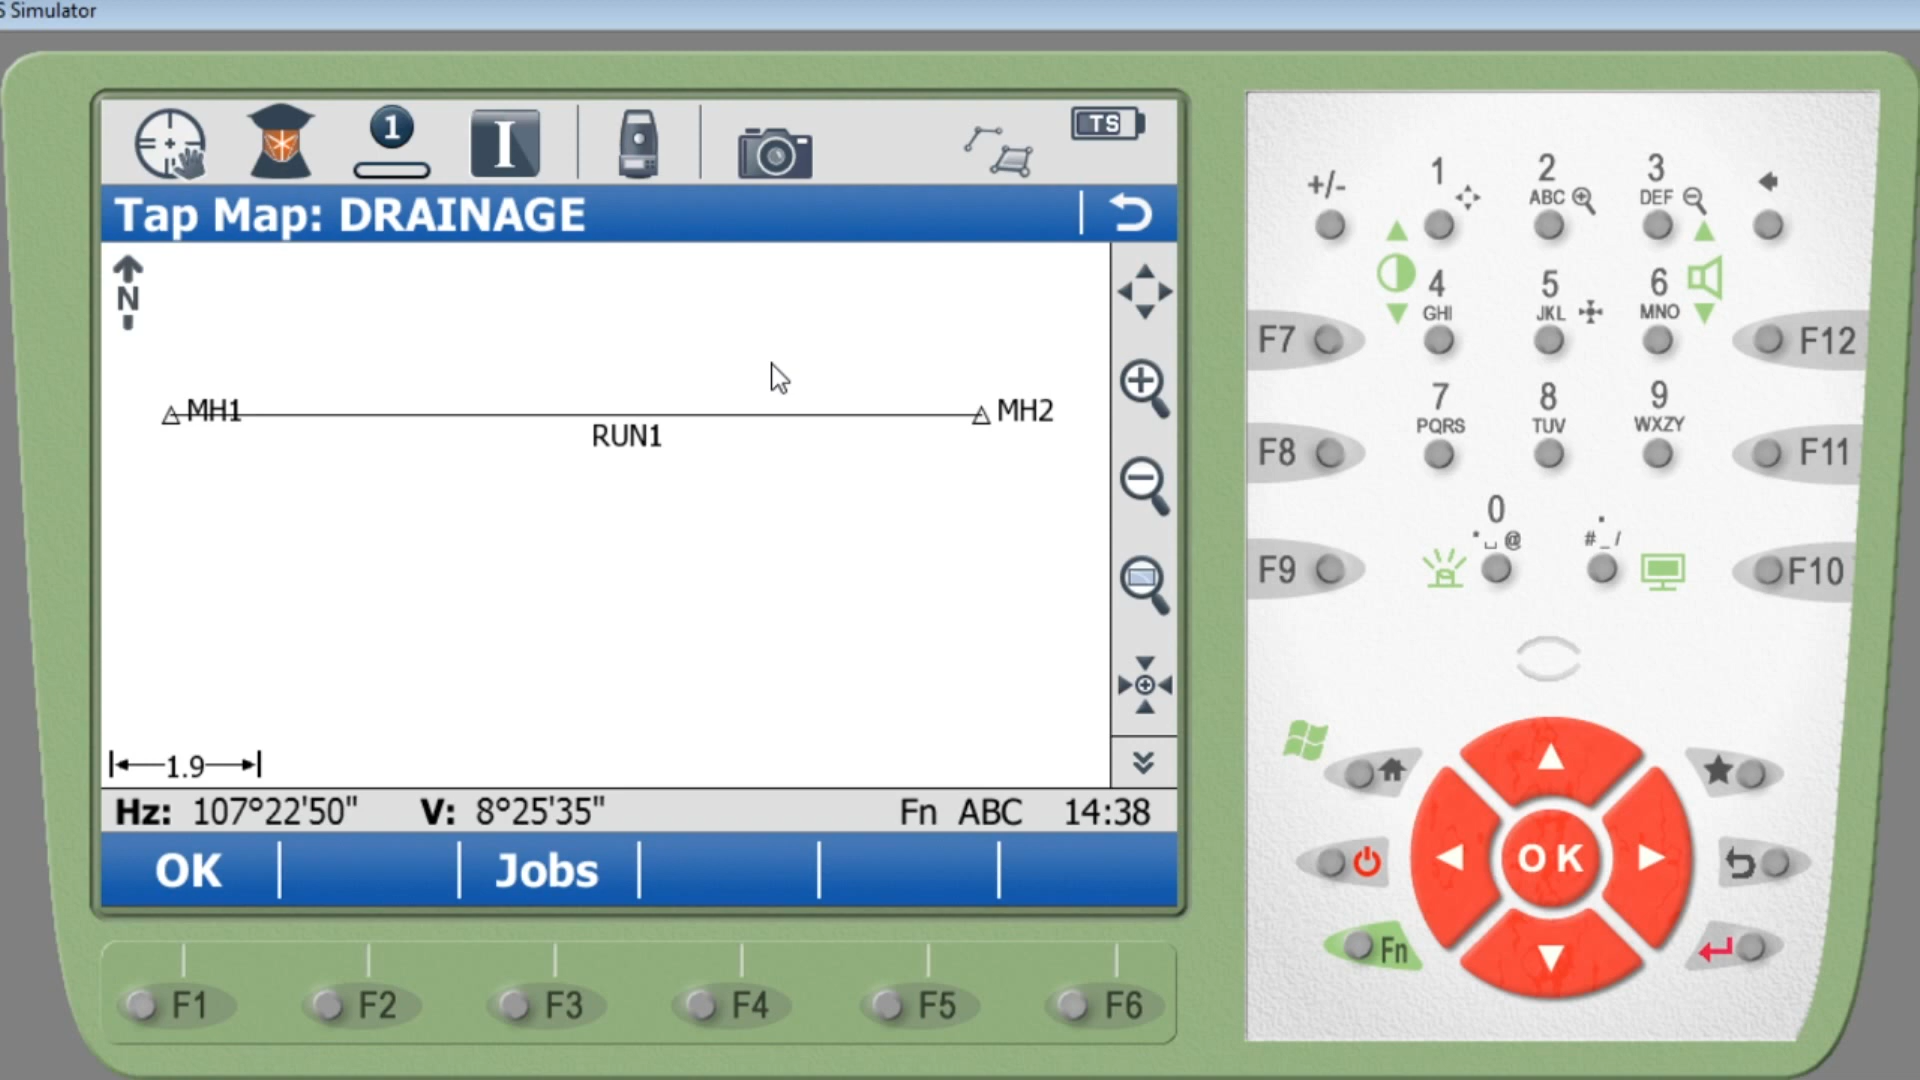 S Simulator
1 I TS
Tap Map: DRAINAGE
N
MH1 MH2
RUN1
1.9
Hz: 107°22'50" V: 8°25'35" Fn ABC 14:38
OK Jobs
F1 F2 F3 F4 F5 F6
+/- 1 2 3
ABC DEF
4 5 6
GHI JKL MNO
F7 F12
7 8 9
PQRS TUV WXZY
F8 F11
0 .
* ␣ @ # _ /
F9 F10
OK
Fn